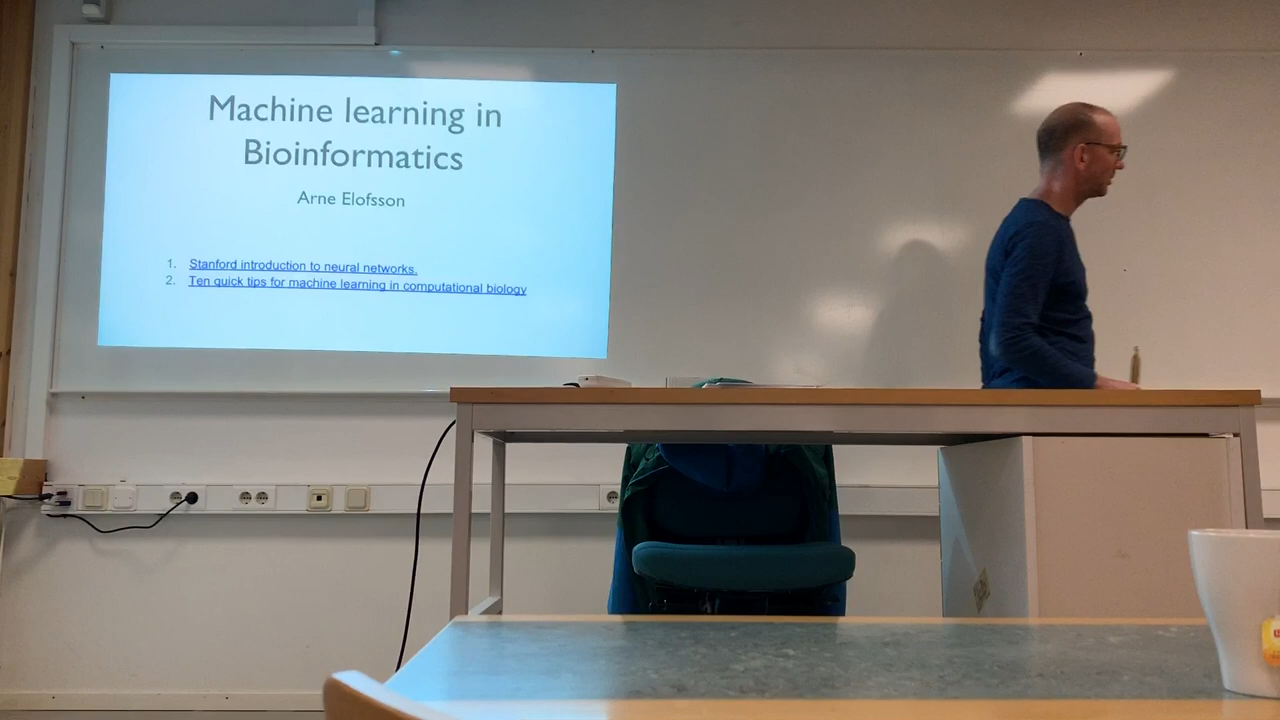 Machine learning in
Bioinformatics
Arne Elofsson
1. Stanford introduction to neural networks.
2. Ten quick tips for machine learning in computational biology